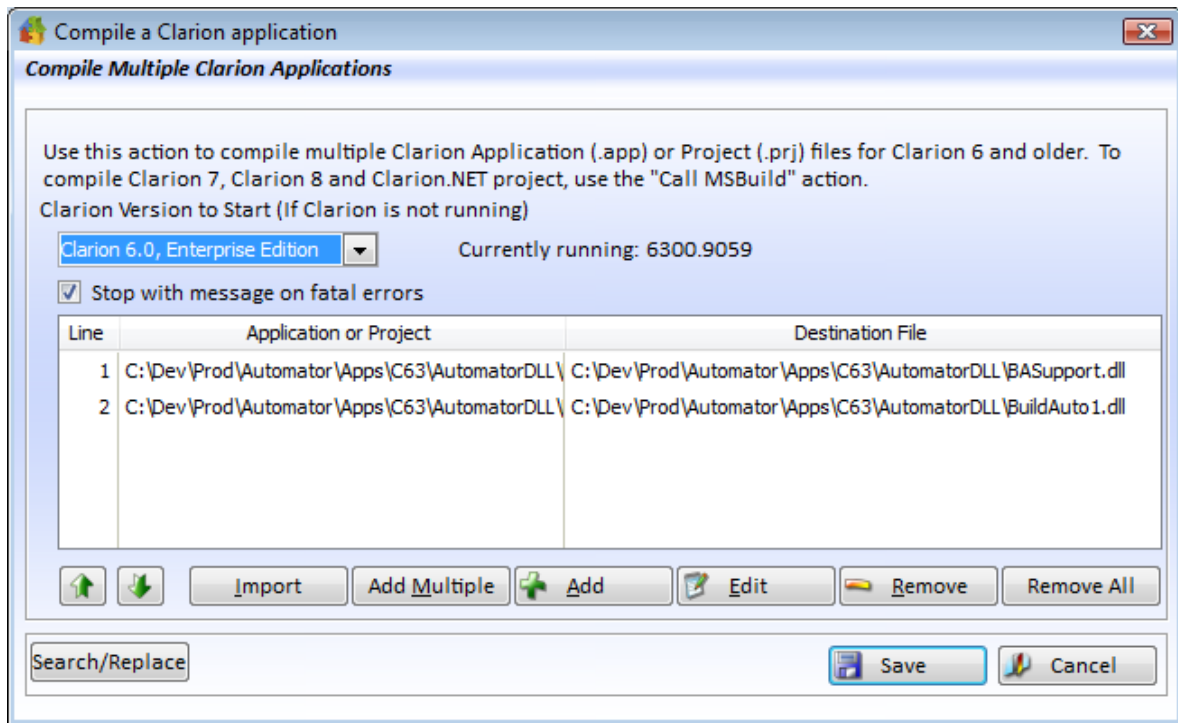 Compile a Clarion application
Compile Multiple Clarion Applications
Use this action to compile multiple Clarion Application (.app) or Project (.prj) files for Clarion 6 and older. To
compile Clarion 7, Clarion 8 and Clarion.NET project, use the "Call MSBuild" action.
Clarion Version to Start (If Clarion is not running)
Clarion 6.0, Enterprise Edition Currently running: 6300.9059
Stop with message on fatal errors
Line Application or Project Destination File
1 C:\Dev\Prod\Automator\Apps\C63\AutomatorDLL\ C:\Dev\Prod\Automator\Apps\C63\AutomatorDLL\BASupport.dll
2 C:\Dev\Prod\Automator\Apps\C63\AutomatorDLL\ C:\Dev\Prod\Automator\Apps\C63\AutomatorDLL\BuildAuto1.dll
Import Add Multiple Add Edit Remove Remove All
Search/Replace Save Cancel